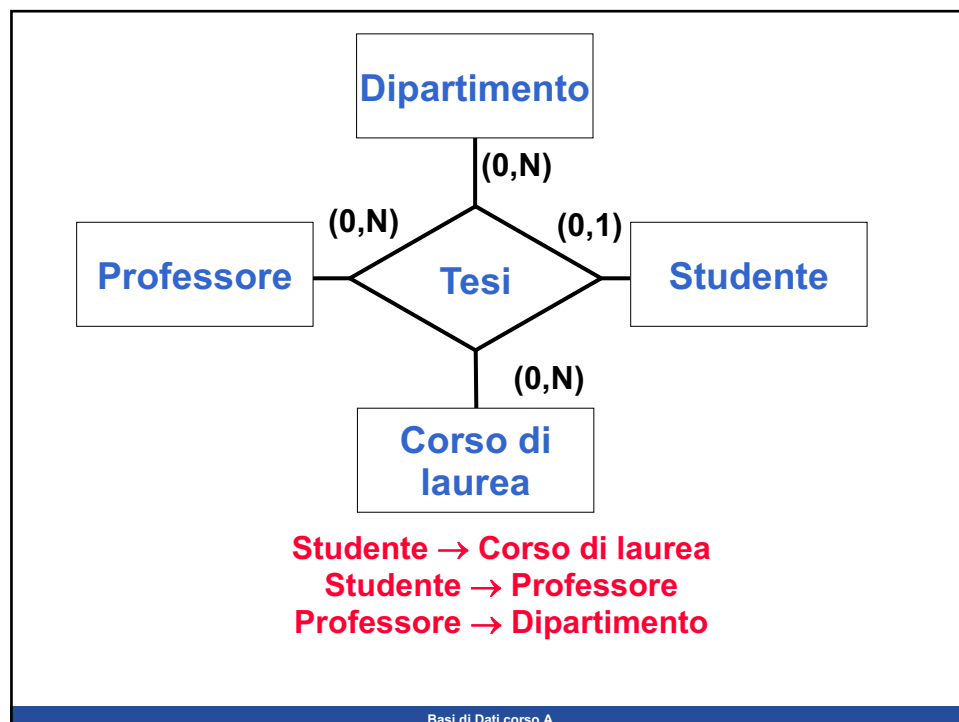 Dipartimento
(0,N)
(0,N)
(0,1)
Professore
Tesi
Studente
(0,N)
Corso di
laurea
Studente → Corso di laurea
Studente → Professore
Professore → Dipartimento
Basi di Dati corso A